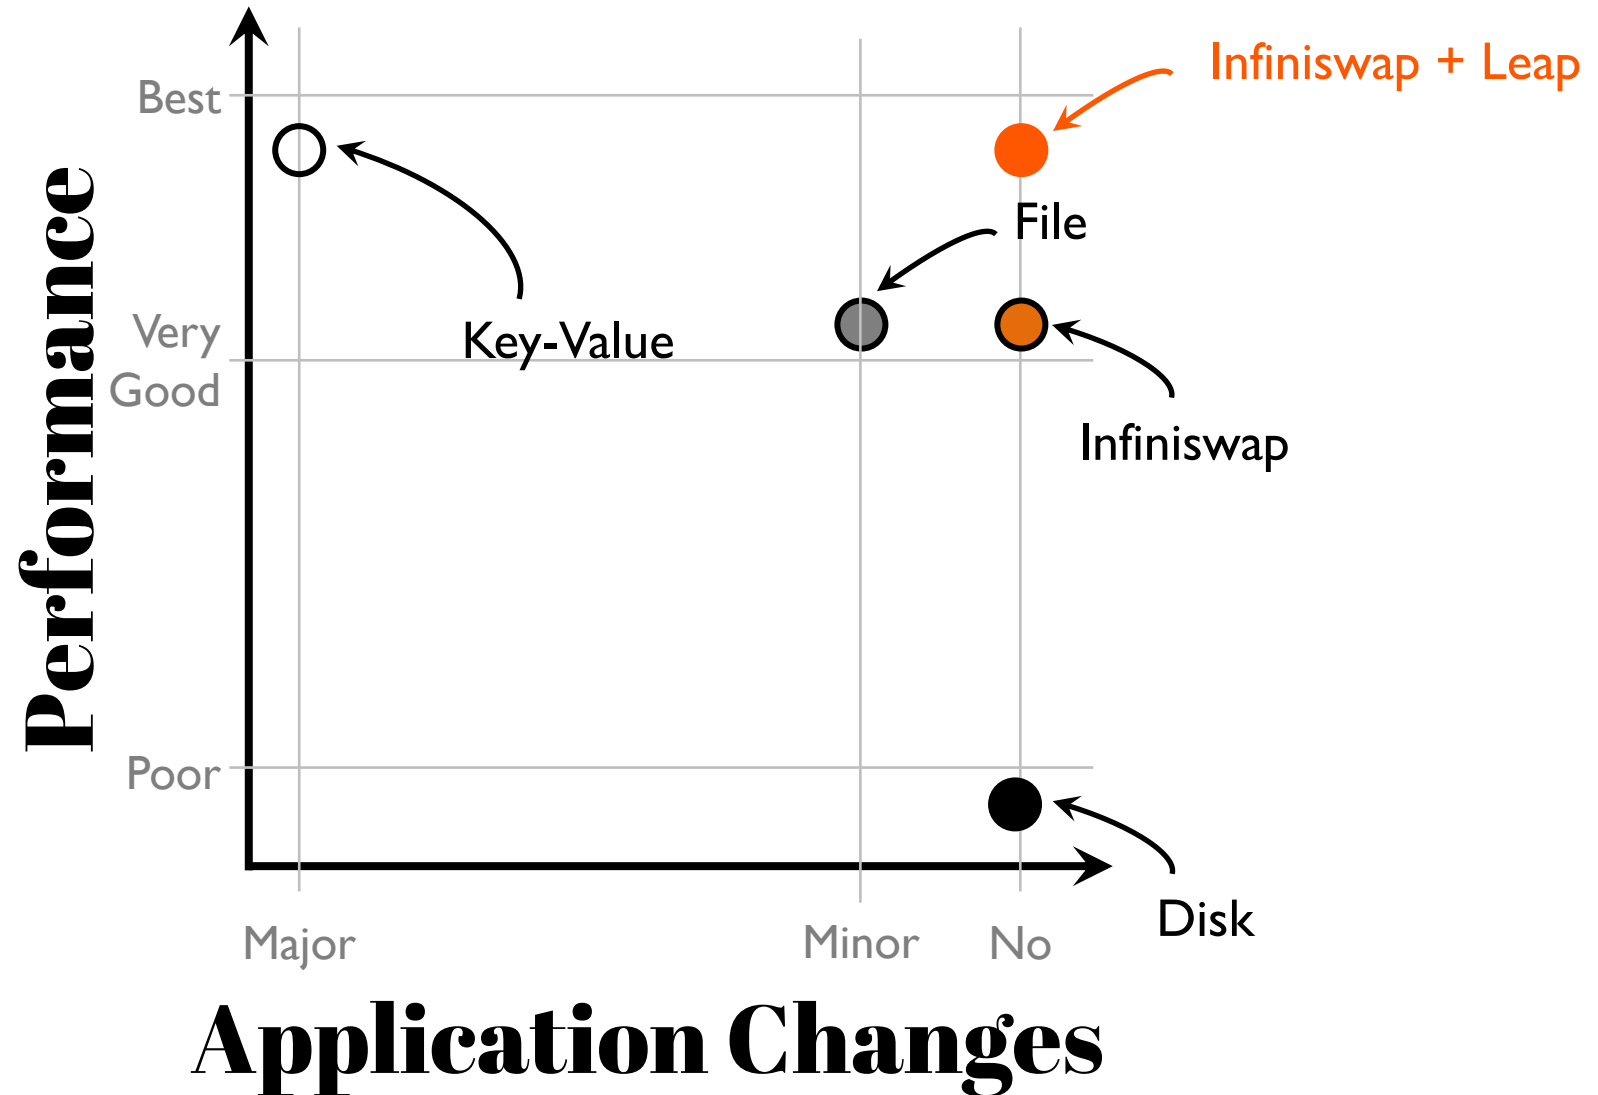 Infiniswap + Leap
Best
File
Very
Good
Key-Value
Infiniswap
Performance
Poor
Disk
Major
Minor
No
Application Changes